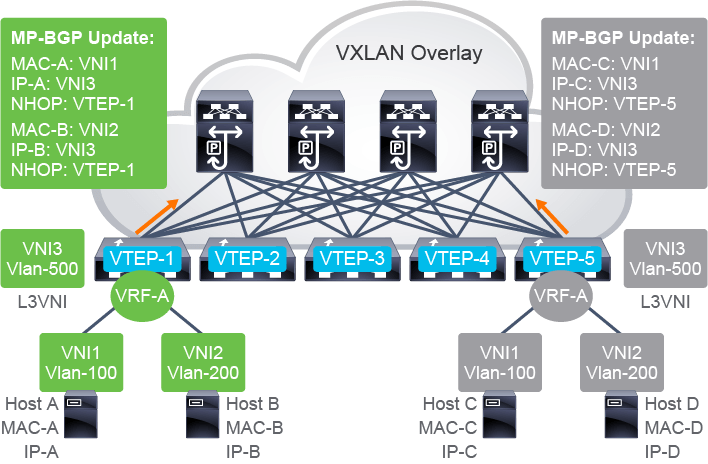 MP-BGP Update:
MAC-A: VNI1
IP-A: VNI3
NHOP: VTEP-1
MAC-B: VNI2
IP-B: VNI3
NHOP: VTEP-1
VXLAN Overlay
MP-BGP Update:
MAC-C: VNI1
IP-C: VNI3
NHOP: VTEP-5
MAC-D: VNI2
IP-D: VNI3
NHOP: VTEP-5
P
P
P
P
VNI3
Vlan-500
L3VNI
VTEP-1
VTEP-2
VTEP-3
VTEP-4
VTEP-5
VNI3
Vlan-500
L3VNI
VRF-A
VRF-A
VNI1
Vlan-100
VNI2
Vlan-200
VNI1
Vlan-100
VNI2
Vlan-200
Host A
MAC-A
IP-A
Host B
MAC-B
IP-B
Host C
MAC-C
IP-C
Host D
MAC-D
IP-D